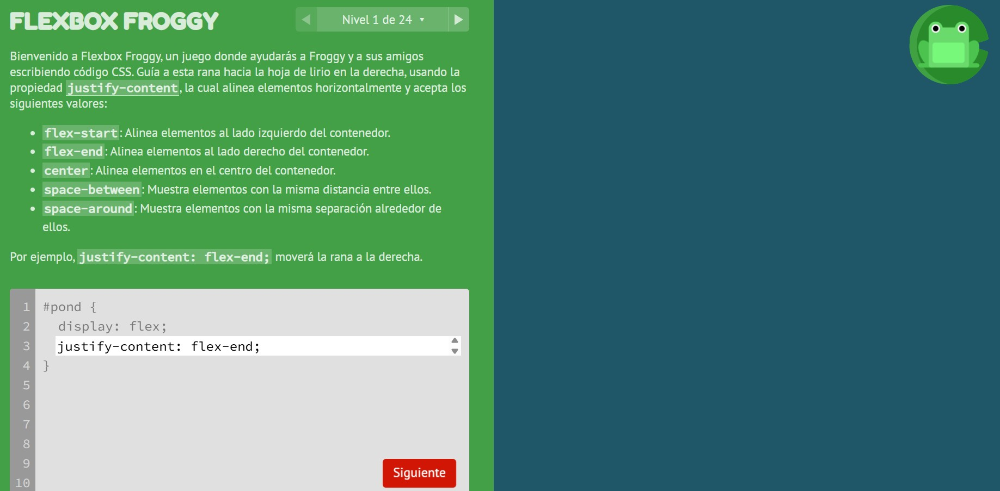 FLEXBOX FROGGY
Nivel 1 de 24
Bienvenido a Flexbox Froggy, un juego donde ayudarás a Froggy y a sus amigos
escribiendo código CSS. Guía a esta rana hacia la hoja de lirio en la derecha, usando la
propiedad justify-content, la cual alinea elementos horizontalmente y acepta los
siguientes valores:
flex-start: Alinea elementos al lado izquierdo del contenedor.
flex-end: Alinea elementos al lado derecho del contenedor.
center: Alinea elementos en el centro del contenedor.
space-between: Muestra elementos con la misma distancia entre ellos.
space-around: Muestra elementos con la misma separación alrededor de
ellos.
Por ejemplo, justify-content: flex-end; moverá la rana a la derecha.
1 #pond {
2 display: flex;
3 justify-content: flex-end;
4 }
5
6
7
8
9
10
Siguiente